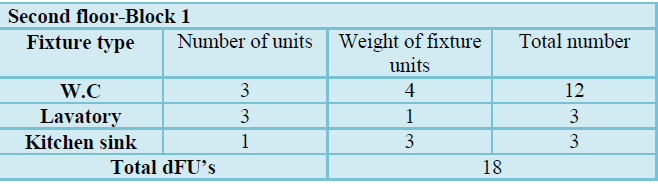 Second floor-Block 1
Fixture type Number of units Weight of fixture units Total number
W.C 3 4 12
Lavatory 3 1 3
Kitchen sink 1 3 3
Total dFU's 18